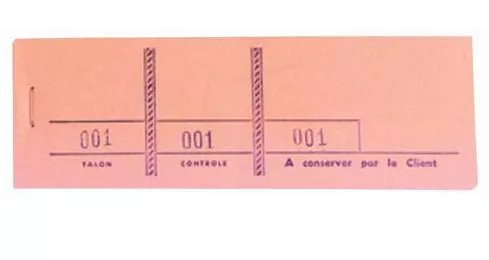 001 001 001
TALON CONTROLE A conserver par le Client